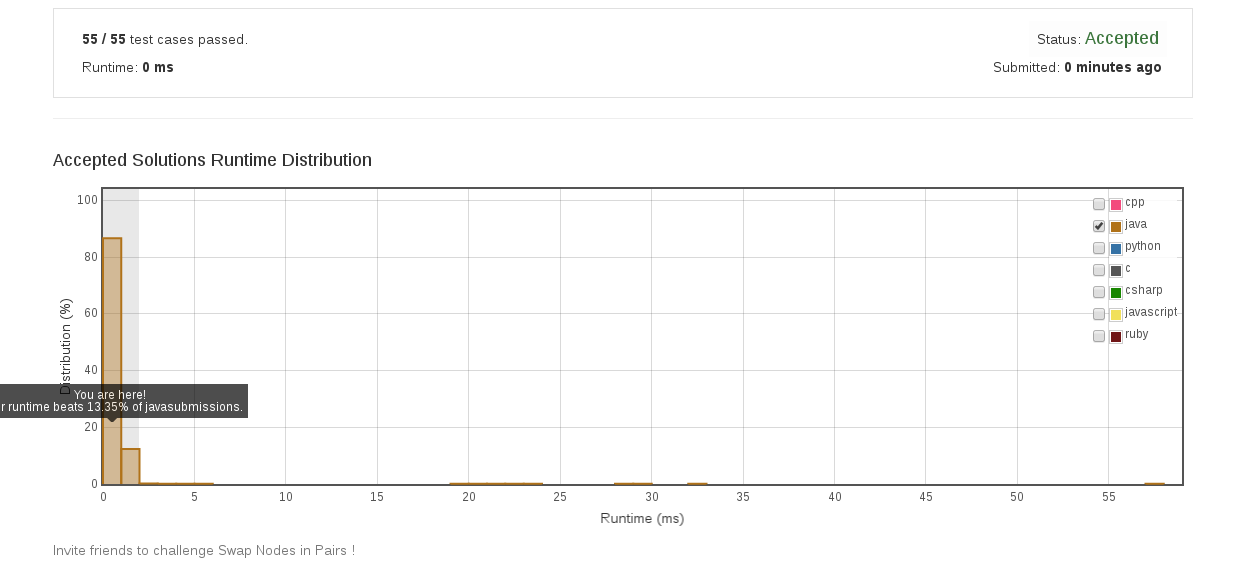 55 / 55 test cases passed.
Status: Accepted
Runtime: 0 ms
Submitted: 0 minutes ago
Accepted Solutions Runtime Distribution
100
80
60
40
20
0
Distribution (%)
You are here!
r runtime beats 13.35% of javasubmissions.
cpp
java
python
c
csharp
javascript
ruby
0 5 10 15 20 25 30 35 40 45 50 55
Runtime (ms)
Invite friends to challenge Swap Nodes in Pairs !